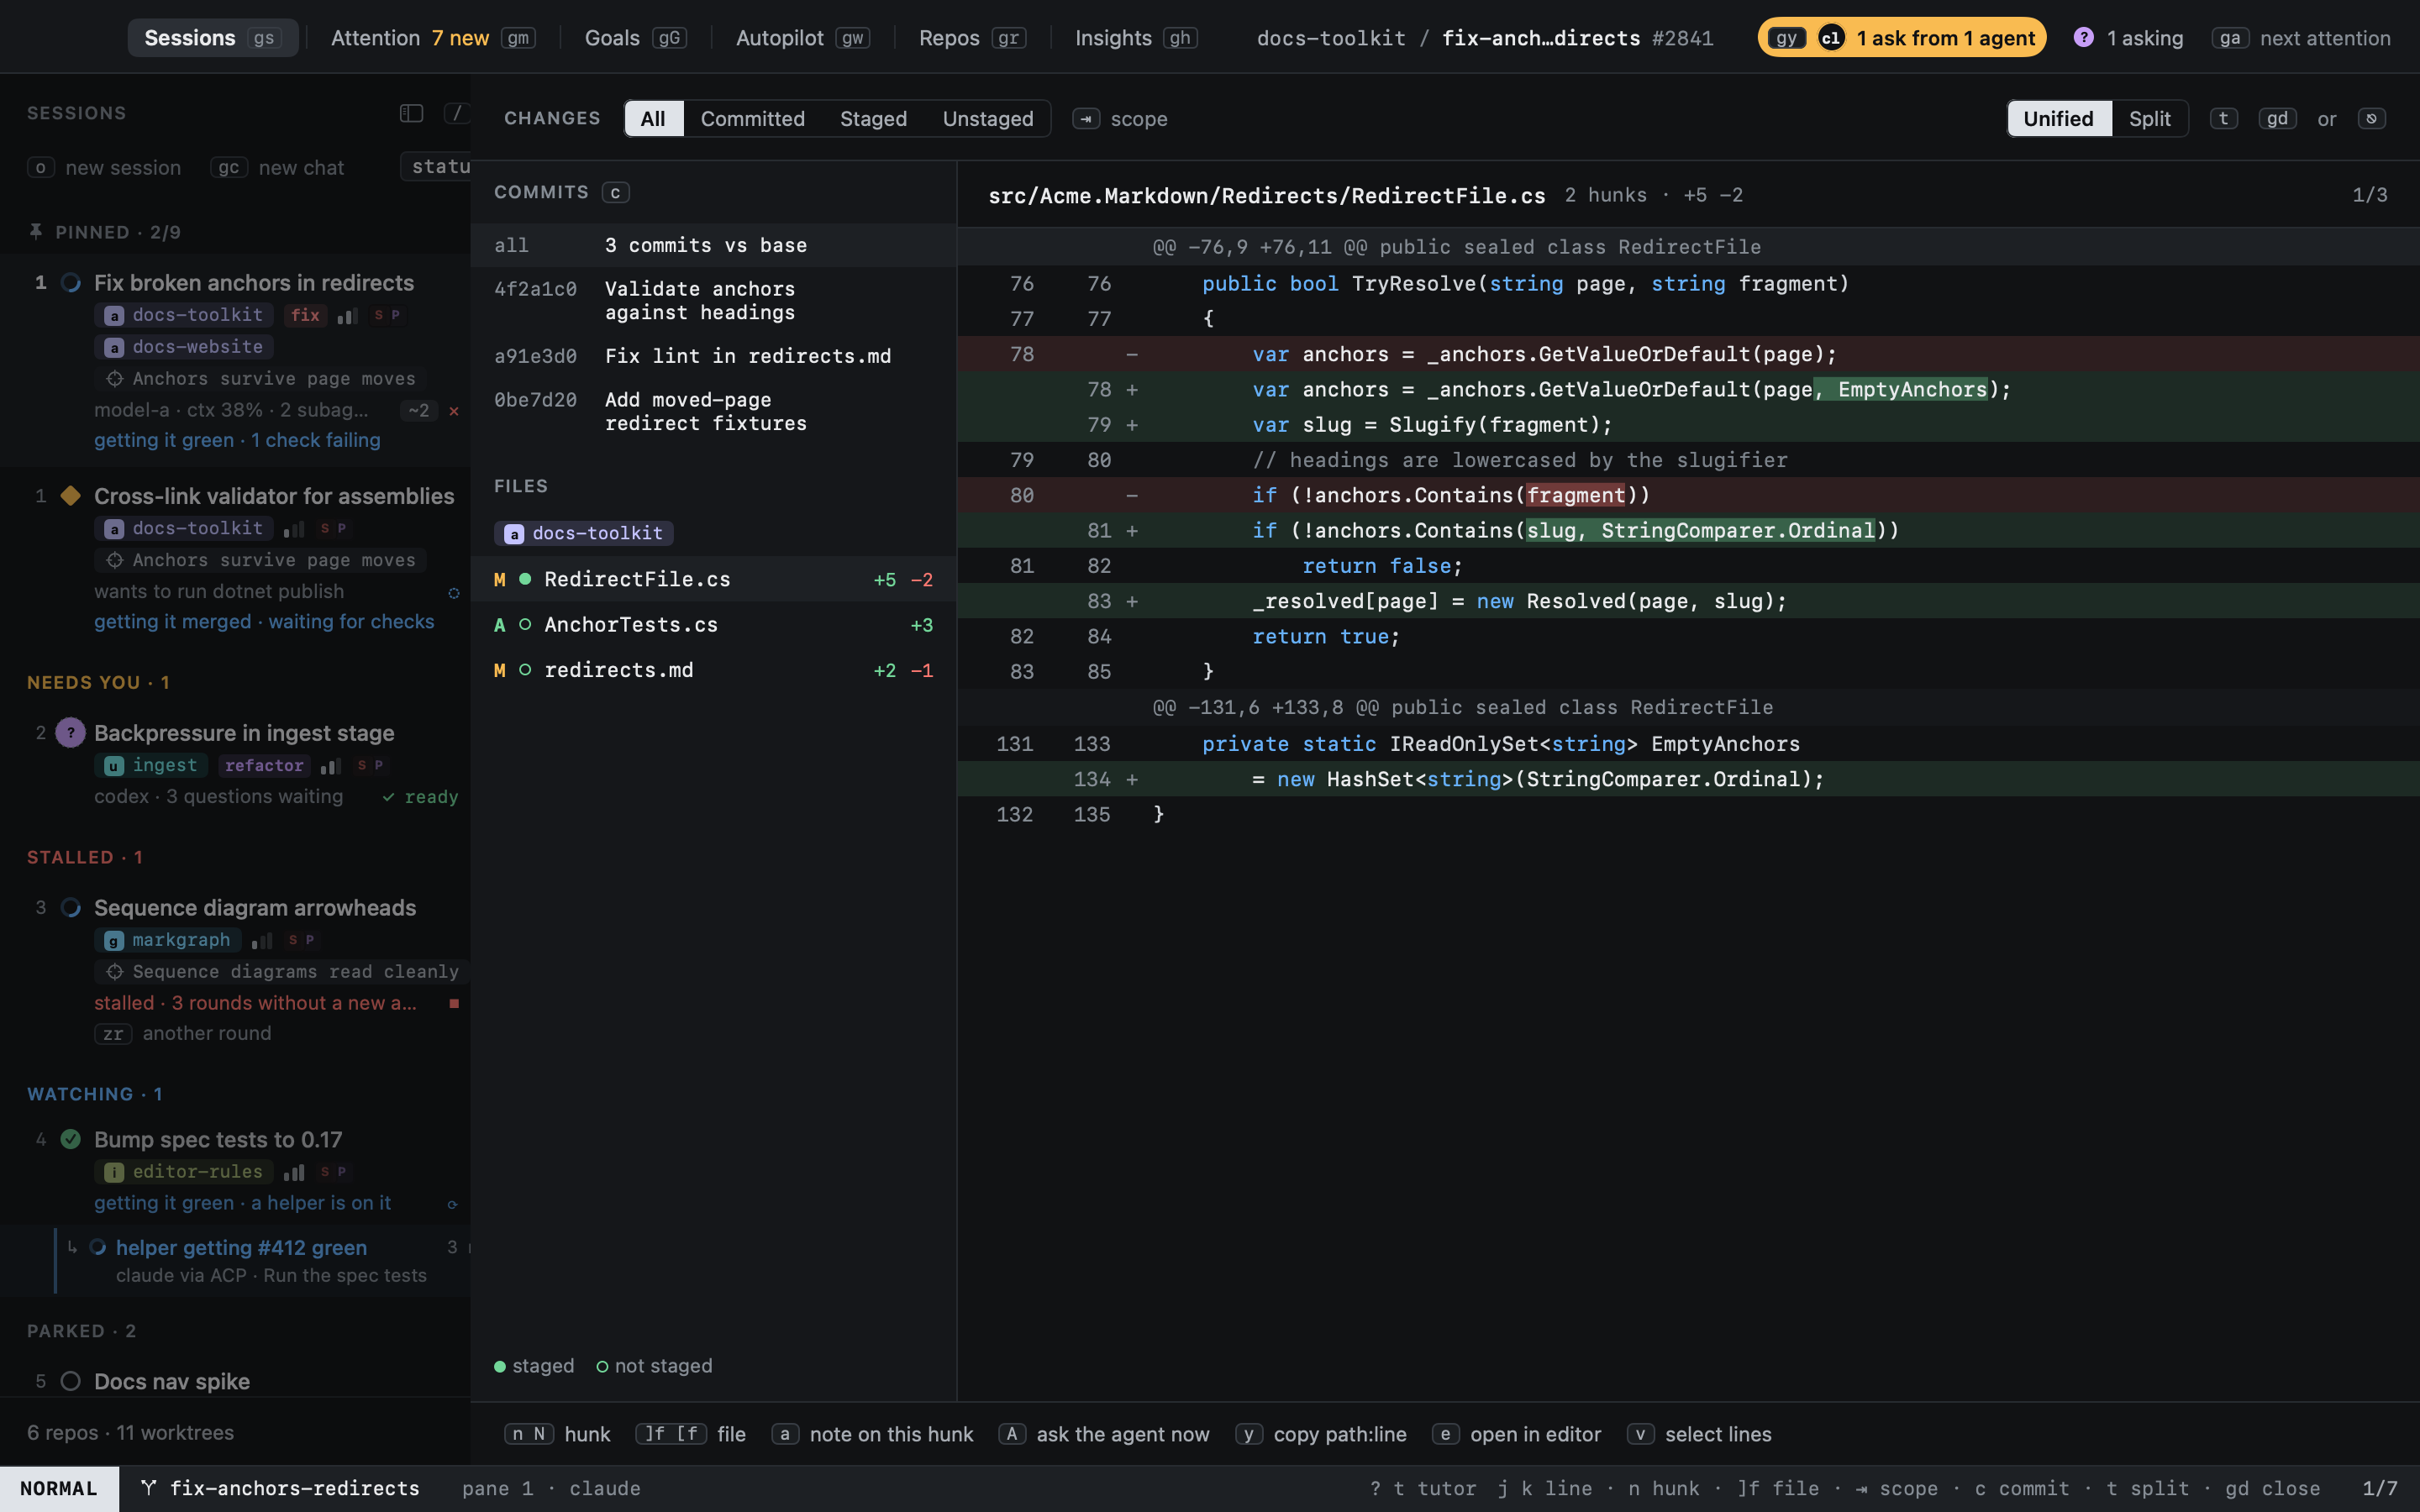 Sessions gs Attention 7 new gm Goals gG Autopilot gw Repos gr Insights gh docs-toolkit / fix-anch…directs #2841 gy cl 1 ask from 1 agent ? 1 asking ga next attention
SESSIONS /
o new session gc new chat statu
PINNED · 2/9
1 Fix broken anchors in redirects
a docs-toolkit fix S P
a docs-website
Anchors survive page moves
model-a · ctx 38% · 2 subag… ~2 ×
getting it green · 1 check failing
1 Cross-link validator for assemblies
a docs-toolkit S P
Anchors survive page moves
wants to run dotnet publish
getting it merged · waiting for checks
NEEDS YOU · 1
2 ? Backpressure in ingest stage
u ingest refactor S P
codex · 3 questions waiting ✓ ready
STALLED · 1
3 Sequence diagram arrowheads
g markgraph S P
Sequence diagrams read cleanly
stalled · 3 rounds without a new a…
zr another round
WATCHING · 1
4 Bump spec tests to 0.17
i editor-rules S P
getting it green · a helper is on it
↳ helper getting #412 green 3
claude via ACP · Run the spec tests
PARKED · 2
5 Docs nav spike
6 repos · 11 worktrees
CHANGES All Committed Staged Unstaged ⇥ scope Unified Split t gd or
COMMITS c
all 3 commits vs base
4f2a1c0 Validate anchors
against headings
a91e3d0 Fix lint in redirects.md
0be7d20 Add moved-page
redirect fixtures
FILES
a docs-toolkit
M RedirectFile.cs +5 −2
A AnchorTests.cs +3
M redirects.md +2 −1
staged not staged
src/Acme.Markdown/Redirects/RedirectFile.cs 2 hunks · +5 −2 1/3
@@ −76,9 +76,11 @@ public sealed class RedirectFile
76 76 public bool TryResolve(string page, string fragment)
77 77 {
78 − var anchors = _anchors.GetValueOrDefault(page);
78 + var anchors = _anchors.GetValueOrDefault(page, EmptyAnchors);
79 + var slug = Slugify(fragment);
79 80 // headings are lowercased by the slugifier
80 − if (!anchors.Contains(fragment))
81 + if (!anchors.Contains(slug, StringComparer.Ordinal))
81 82 return false;
83 + _resolved[page] = new Resolved(page, slug);
82 84 return true;
83 85 }
@@ −131,6 +133,8 @@ public sealed class RedirectFile
131 133 private static IReadOnlySet<string> EmptyAnchors
134 + = new HashSet<string>(StringComparer.Ordinal);
132 135 }
n N hunk ]f [f file a note on this hunk A ask the agent now y copy path:line e open in editor v select lines
NORMAL fix-anchors-redirects pane 1 · claude ? t tutor j k line · n hunk · ]f file · ⇥ scope · c commit · t split · gd close 1/7